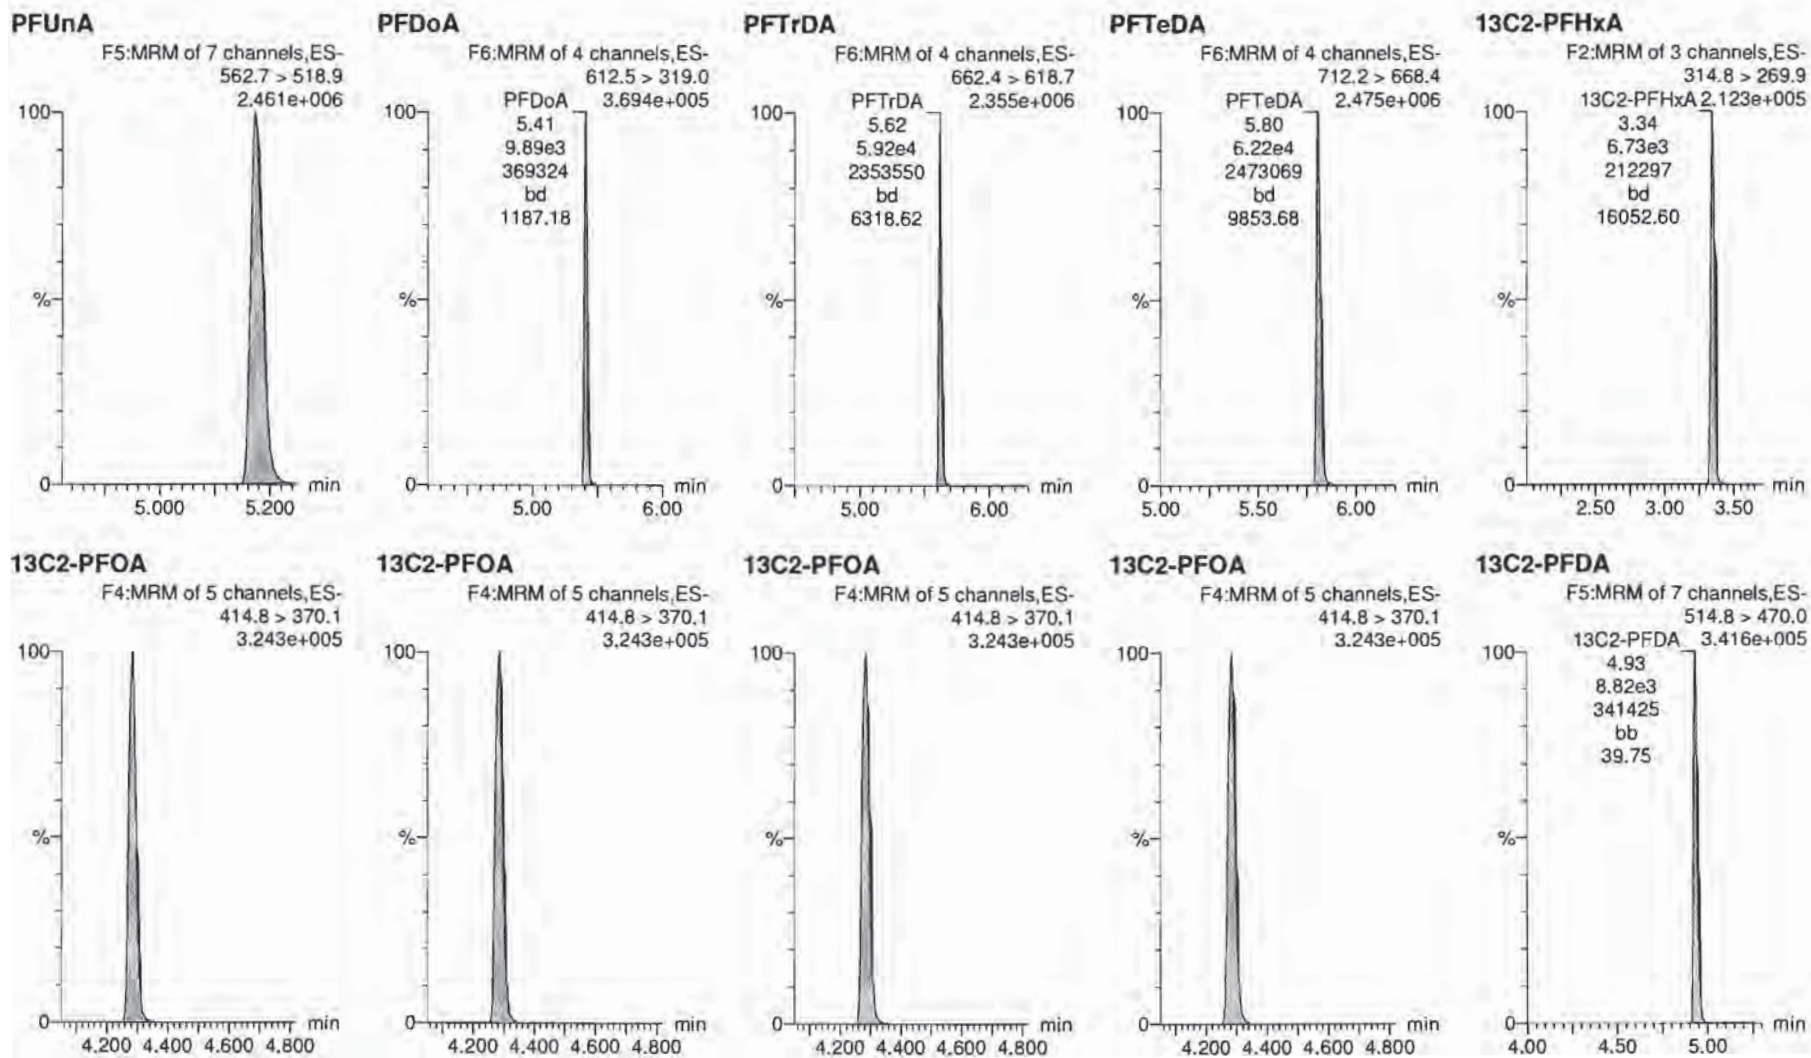 PFUnA
F5:MRM of 7 channels,ES-
562.7 > 518.9
2.461e+006
100
%
0
5.000 5.200 min
PFDoA
F6:MRM of 4 channels,ES-
612.5 > 319.0
PFDoA 3.694e+005
5.41
9.89e3
369324
bd
1187.18
100
%
0
5.00 6.00 min
PFTrDA
F6:MRM of 4 channels,ES-
662.4 > 618.7
PFTrDA 2.355e+006
5.62
5.92e4
2353550
bd
6318.62
100
%
0
5.00 6.00 min
PFTeDA
F6:MRM of 4 channels,ES-
712.2 > 668.4
PFTeDA 2.475e+006
5.80
6.22e4
2473069
bd
9853.68
100
%
0
5.00 5.50 6.00 min
13C2-PFHxA
F2:MRM of 3 channels,ES-
314.8 > 269.9
13C2-PFHxA 2.123e+005
3.34
6.73e3
212297
bd
16052.60
100
%
0
2.50 3.00 3.50 min
13C2-PFOA
F4:MRM of 5 channels,ES-
414.8 > 370.1
3.243e+005
100
%
0
4.200 4.400 4.600 4.800 min
13C2-PFOA
F4:MRM of 5 channels,ES-
414.8 > 370.1
3.243e+005
100
%
0
4.200 4.400 4.600 4.800 min
13C2-PFOA
F4:MRM of 5 channels,ES-
414.8 > 370.1
3.243e+005
100
%
0
4.200 4.400 4.600 4.800 min
13C2-PFOA
F4:MRM of 5 channels,ES-
414.8 > 370.1
3.243e+005
100
%
0
4.200 4.400 4.600 4.800 min
13C2-PFDA
F5:MRM of 7 channels,ES-
514.8 > 470.0
13C2-PFDA 3.416e+005
4.93
8.82e3
341425
bb
39.75
100
%
0
4.00 4.50 5.00 min